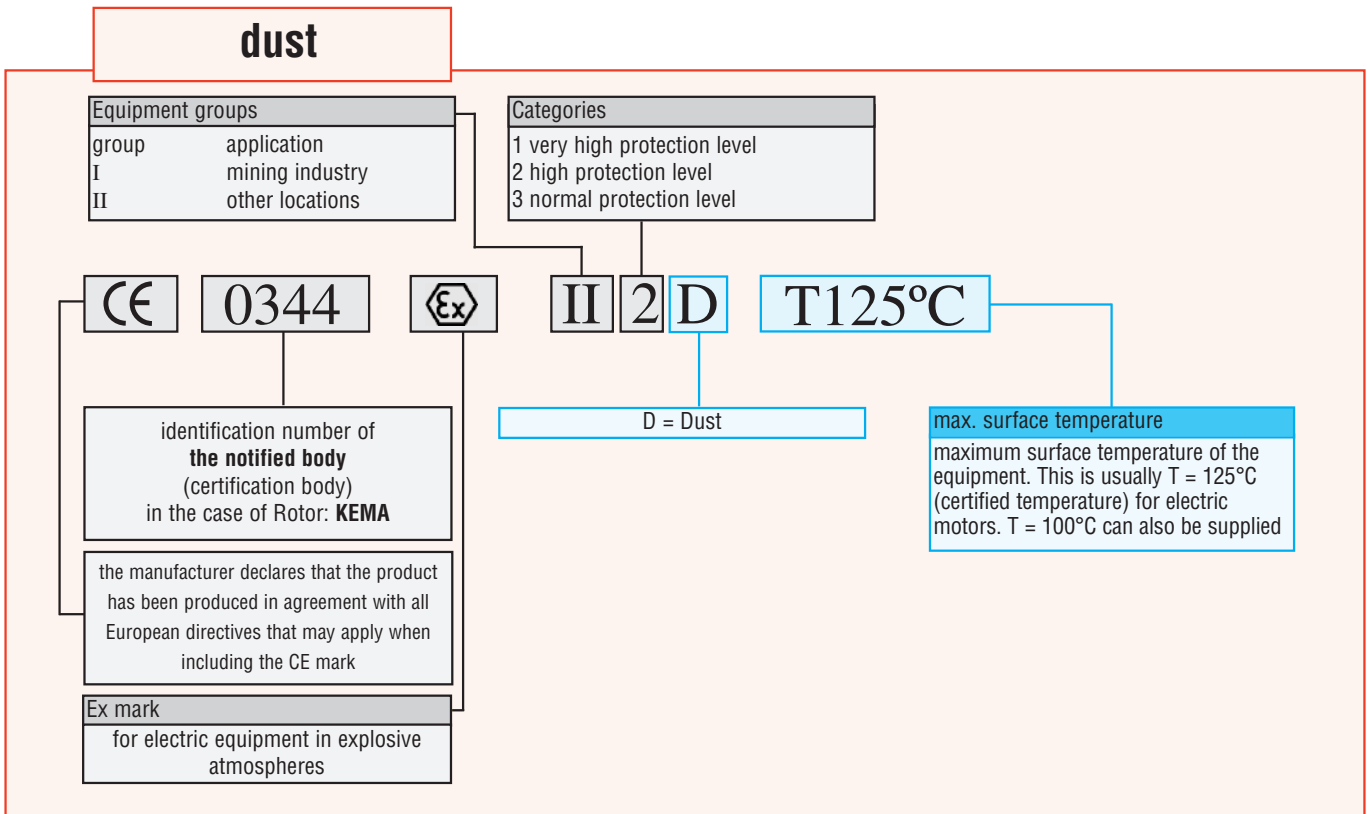 dust
Equipment groups
group application
I mining industry
II other locations
Categories
1 very high protection level
2 high protection level
3 normal protection level
CE 0344 Ex II 2 D T125ºC
identification number of
the notified body
(certification body)
in the case of Rotor: KEMA
D = Dust
max. surface temperature
maximum surface temperature of the
equipment. This is usually T = 125°C
(certified temperature) for electric
motors. T = 100°C can also be supplied
the manufacturer declares that the product
has been produced in agreement with all
European directives that may apply when
including the CE mark
Ex mark
for electric equipment in explosive
atmospheres